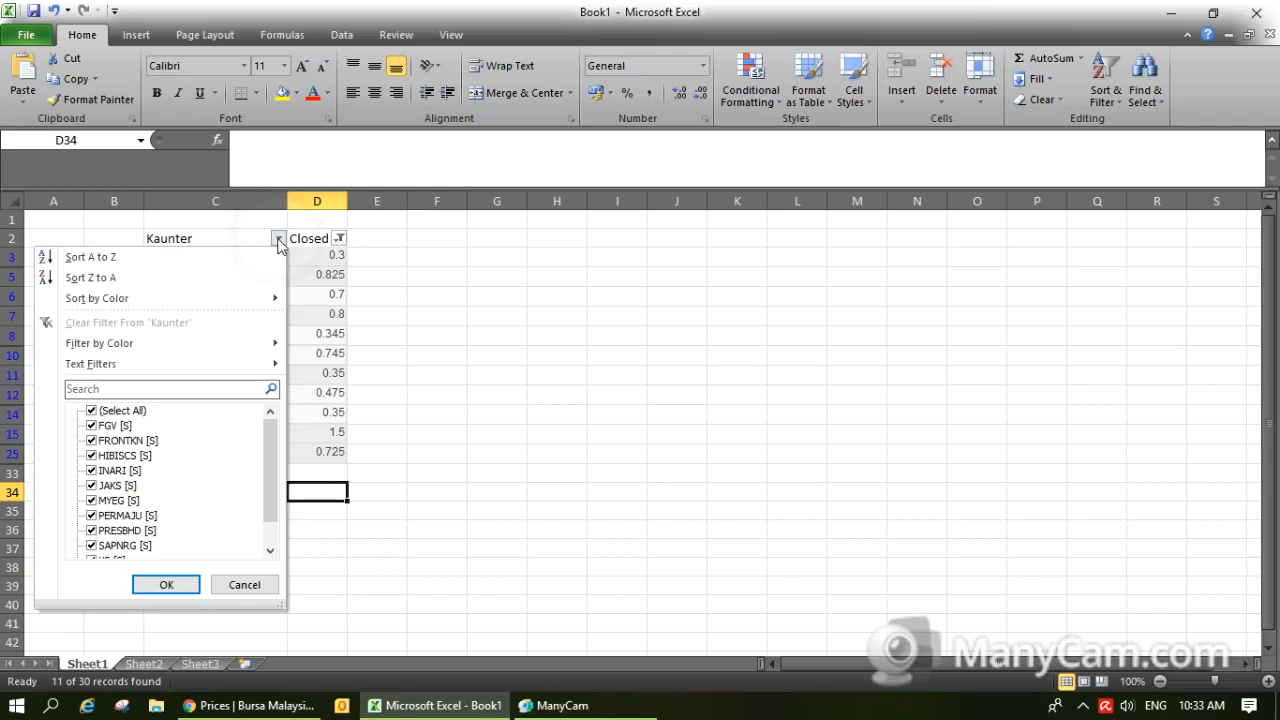 Book1 - Microsoft Excel
File Home Insert Page Layout Formulas Data Review View
Paste
Cut
Copy
Format Painter
Clipboard
Calibri 11
B I U
Font
Wrap Text
Merge & Center
Alignment
General
Number
Conditional Formatting
Format as Table
Cell Styles
Styles
Insert Delete Format
Cells
AutoSum
Fill
Clear
Sort & Filter
Find & Select
Editing
D34 fx
A B C D E F G H I J K L M N O P Q R S
1
2 Kaunter Closed
3 0.3
5 0.825
6 0.7
7 0.8
8 0.345
10 0.745
11 0.35
12 0.475
14 0.35
15 1.5
25 0.725
33
34
35
36
37
38
39
40
41
42
Sort A to Z
Sort Z to A
Sort by Color
Clear Filter From "Kaunter"
Filter by Color
Text Filters
Search
(Select All)
FGV [S]
FRONTKN [S]
HIBISCS [S]
INARI [S]
JAKS [S]
MYEG [S]
PERMAJU [S]
PRESBHD [S]
SAPNRG [S]
OK Cancel
ManyCam.com
Sheet1 Sheet2 Sheet3
Ready 11 of 30 records found 100%
Prices | Bursa Malaysi... Microsoft Excel - Book1 ManyCam ENG 10:33 AM